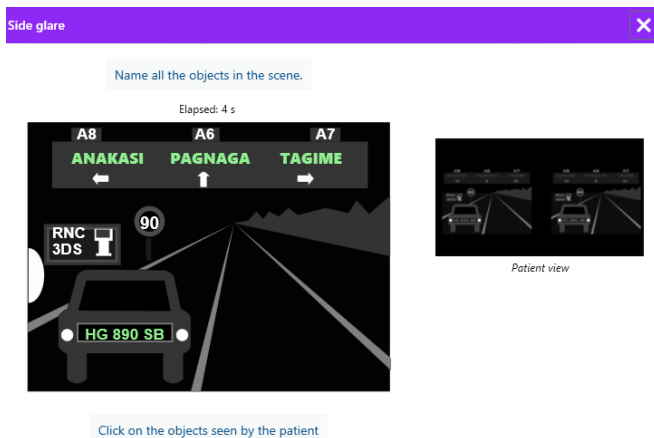 Side glare
Name all the objects in the scene.
Elapsed: 4 s
A8 A6 A7
ANAKASI PAGNAGA TAGIME
RNC
3DS
90
HG 890 SB
Patient view
Click on the objects seen by the patient